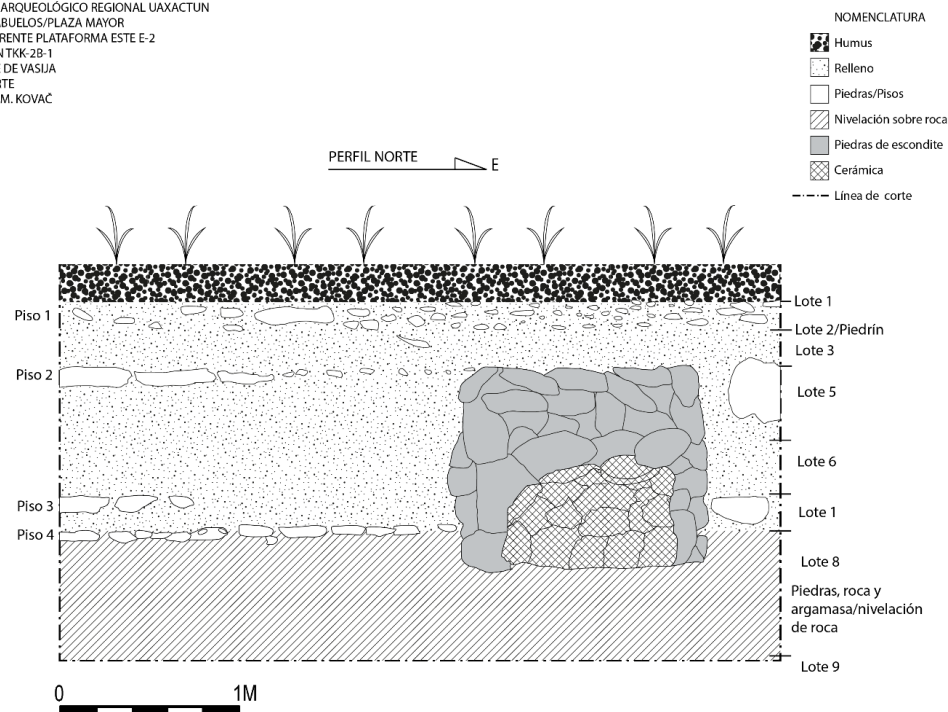 ARQUEOLÓGICO REGIONAL UAXACTUN
ABUELOS/PLAZA MAYOR
FRENTE PLATAFORMA ESTE E-2
TKK-2B-1
DE VASIJA
M. KOVAČ
NOMENCLATURA
Humus
Relleno
Piedras/Pisos
Nivelación sobre roca
Piedras de escondite
Cerámica
Línea de corte
PERFIL NORTE
E
Piso 1
Piso 2
Piso 3
Piso 4
Lote 1
Lote 2/Piedrín
Lote 3
Lote 5
Lote 6
Lote 1
Lote 8
Piedras, roca y
argamasa/nivelación
de roca
Lote 9
0
1M